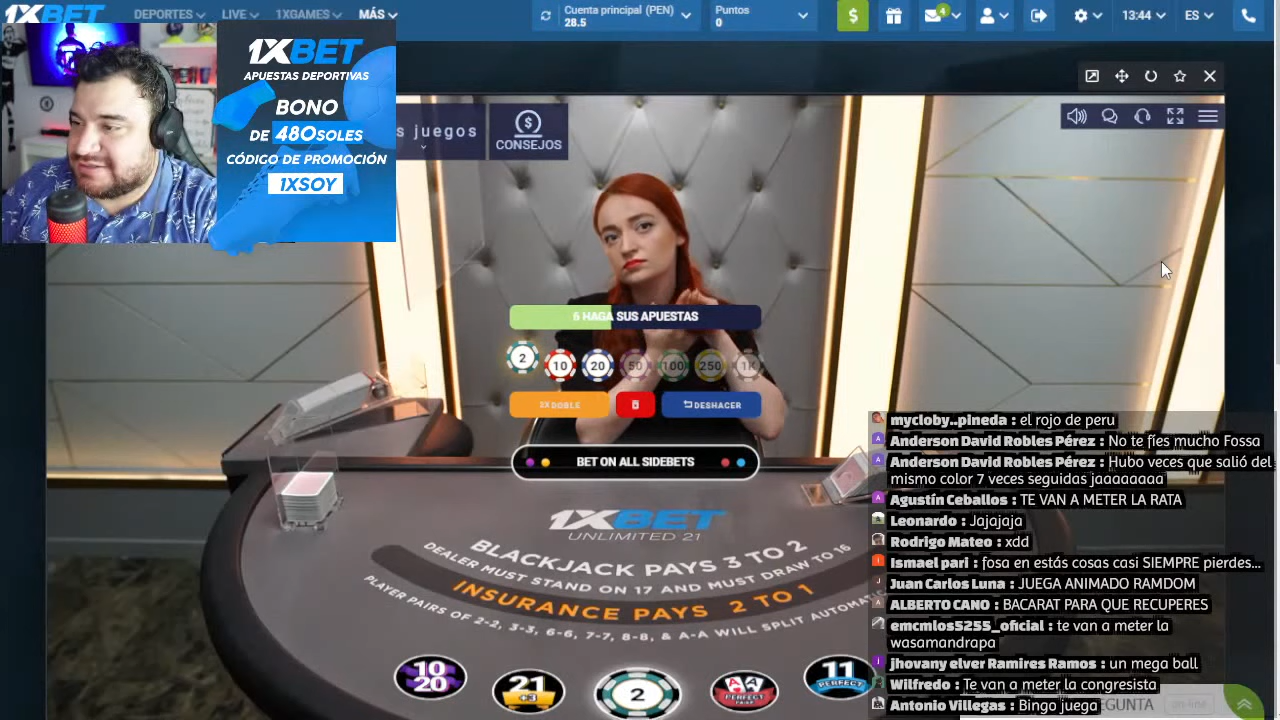 1XBET
DEPORTES
LIVE
1XGAMES
MÁS
Cuenta principal (PEN)
28.5
Puntos
0
$
4
13:44
ES
1XBET
APUESTAS DEPORTIVAS
BONO
DE 480SOLES
CÓDIGO DE PROMOCIÓN
1XSOY
s juegos
CONSEJOS
6 HAGA SUS APUESTAS
2
10
20
50
100
250
1K
2X DOBLE
DESHACER
BET ON ALL SIDEBETS
1XBET
UNLIMITED 21
BLACKJACK PAYS 3 TO 2
DEALER MUST STAND ON 17 AND MUST DRAW TO 16
INSURANCE PAYS 2 TO 1
PLAYER PAIRS OF 2-2, 3-3, 6-6, 7-7, 8-8, & A-A WILL SPLIT AUTOMATI
10
20
21
+3
2
A A
PERFECT
PAIR
11
PERFECT
mycloby..pineda : el rojo de peru
Anderson David Robles Pérez : No te fíes mucho Fossa
Anderson David Robles Pérez : Hubo veces que salió del
mismo color 7 veces seguidas jaaaaaaaa
Agustín Ceballos : TE VAN A METER LA RATA
Leonardo : Jajajaja
Rodrigo Mateo : xdd
Ismael pari : fosa en estás cosas casi SIEMPRE pierdes...
Juan Carlos Luna : JUEGA ANIMADO RAMDOM
ALBERTO CANO : BACARAT PARA QUE RECUPERES
emcmlos5255_oficial : te van a meter la
wasamandrapa
jhovany elver Ramires Ramos : un mega ball
Wilfredo : Te van a meter la congresista
Antonio Villegas : Bingo juega
EGUNTA
on-line